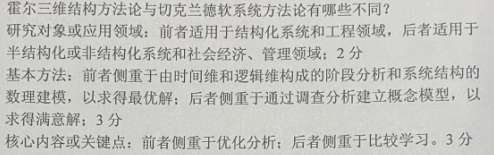 霍尔三维结构方法论与切克兰德软系统方法论有哪些不同？
研究对象或应用领域：前者适用于结构化系统和工程领域，后者适用于
半结构化或非结构化系统和社会经济、管理领域；2 分
基本方法：前者侧重于由时间维和逻辑维构成的阶段分析和系统结构的
数理建模，以求得最优解；后者侧重于通过调查分析建立概念模型，以
求得满意解；3 分
核心内容或关键点：前者侧重于优化分析；后者侧重于比较学习。3 分